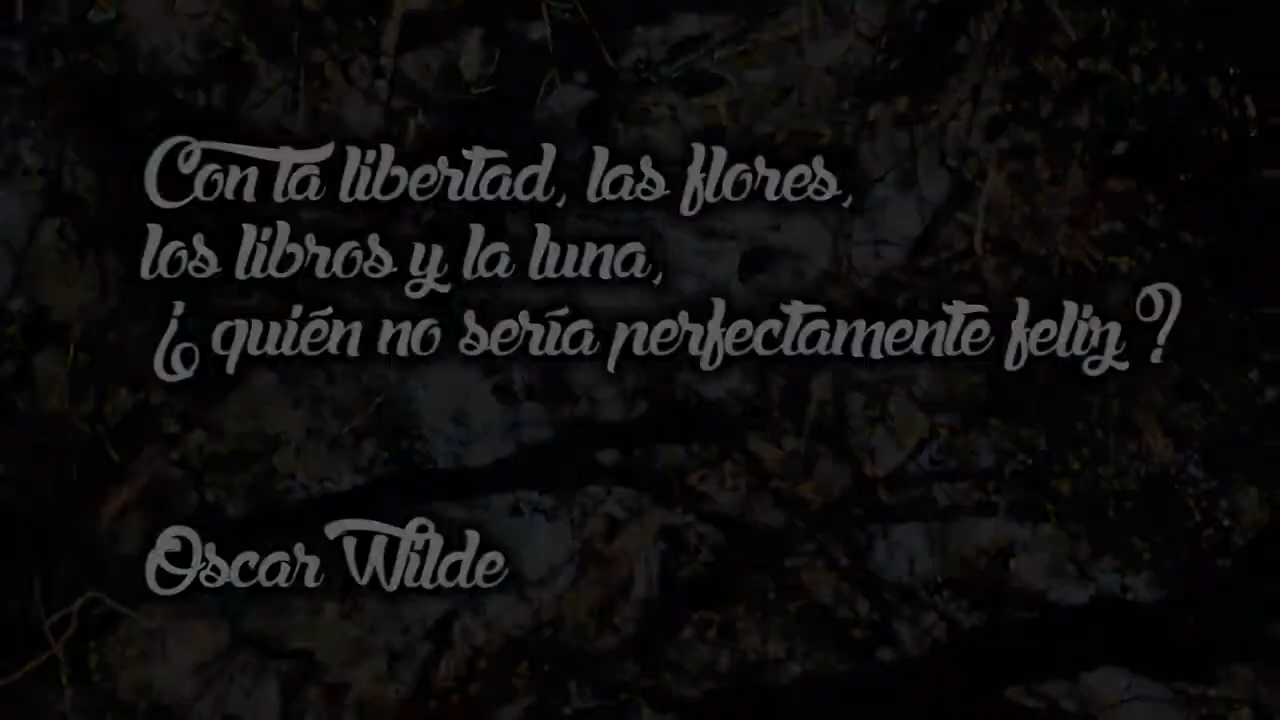 Con la libertad, las flores,
los libros y la luna,
¿quién no sería perfectamente feliz?
Oscar Wilde